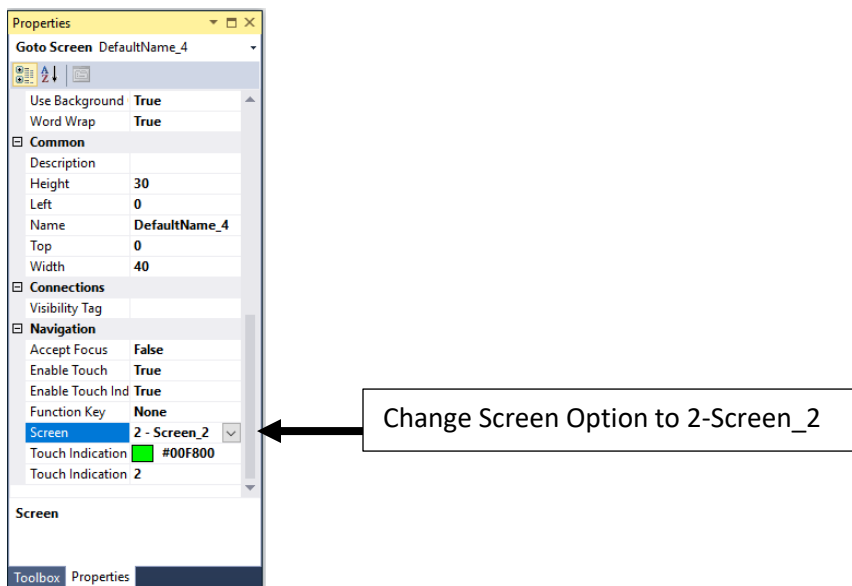 Properties
Goto Screen DefaultName_4
Use Background True
Word Wrap True
Common
Description
Height 30
Left 0
Name DefaultName_4
Top 0
Width 40
Connections
Visibility Tag
Navigation
Accept Focus False
Enable Touch True
Enable Touch Ind True
Function Key None
Screen 2 - Screen_2
Touch Indication #00F800
Touch Indication 2
Screen
Toolbox Properties
Change Screen Option to 2-Screen_2